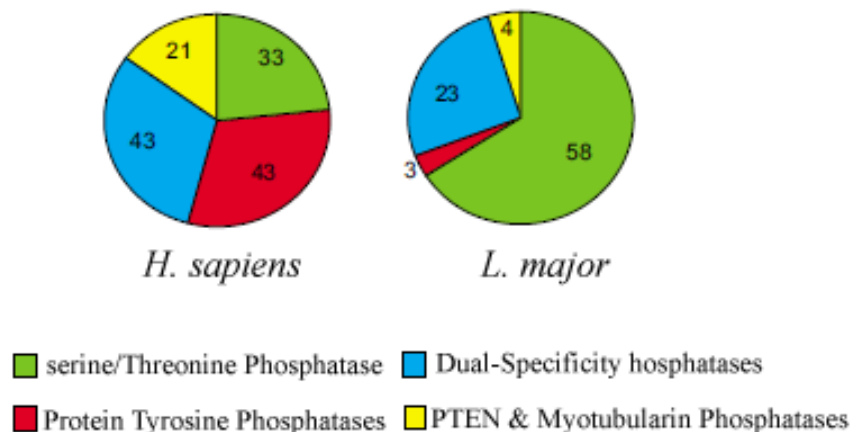 21 33
43 43
4
23
58
3
H. sapiens L. major
serine/Threonine Phosphatase Dual-Specificity hosphatases
Protein Tyrosine Phosphatases PTEN & Myotubularin Phosphatases